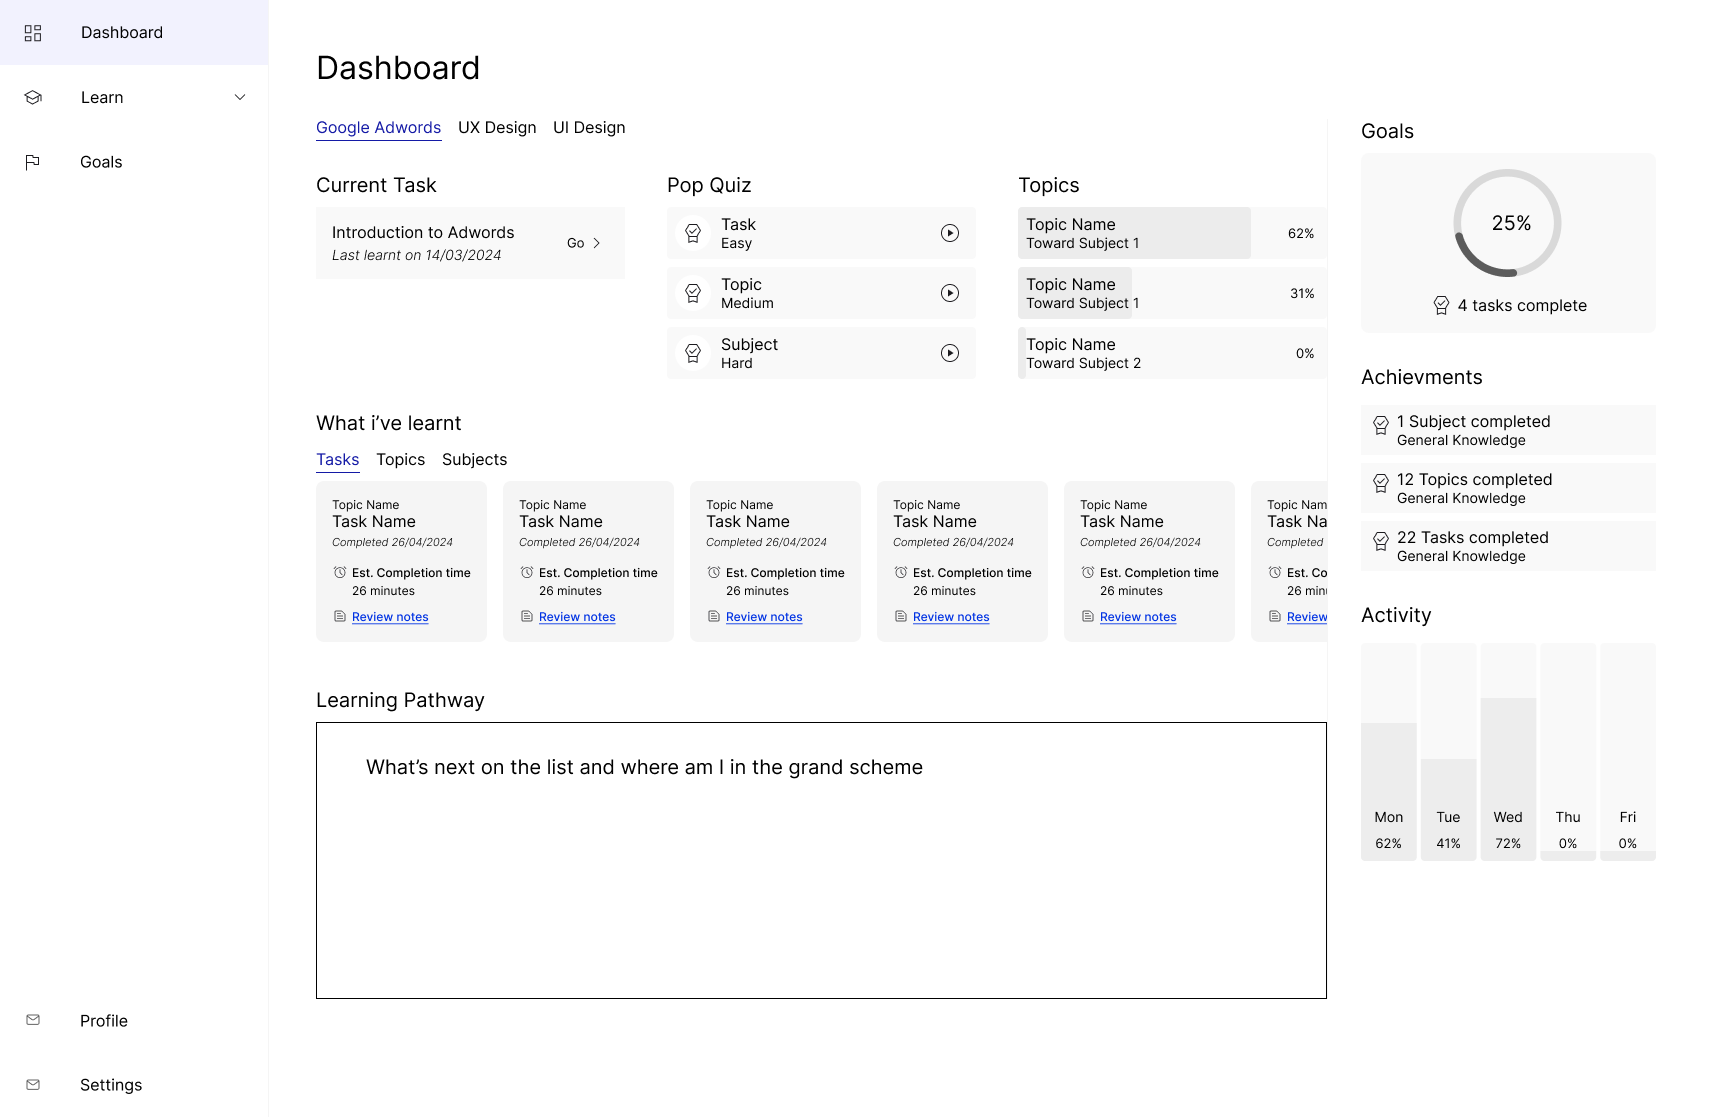 Dashboard
Learn
Goals
Profile
Settings
Dashboard
Google Adwords UX Design UI Design
Current Task
Introduction to Adwords
Last learnt on 14/03/2024
Go
Pop Quiz
Task
Easy
Topic
Medium
Subject
Hard
Topics
Topic Name
Toward Subject 1
62%
Topic Name
Toward Subject 1
31%
Topic Name
Toward Subject 2
0%
What i’ve learnt
Tasks Topics Subjects
Topic Name
Task Name
Completed 26/04/2024
Est. Completion time
26 minutes
Review notes
Topic Name
Task Name
Completed 26/04/2024
Est. Completion time
26 minutes
Review notes
Topic Name
Task Name
Completed 26/04/2024
Est. Completion time
26 minutes
Review notes
Topic Name
Task Name
Completed 26/04/2024
Est. Completion time
26 minutes
Review notes
Topic Name
Task Name
Completed 26/04/2024
Est. Completion time
26 minutes
Review notes
Topic Nam
Task Na
Completed
Est. Co
26 min
Review
Learning Pathway
What’s next on the list and where am I in the grand scheme
Goals
25%
4 tasks complete
Achievments
1 Subject completed
General Knowledge
12 Topics completed
General Knowledge
22 Tasks completed
General Knowledge
Activity
Mon Tue Wed Thu Fri
62% 41% 72% 0% 0%